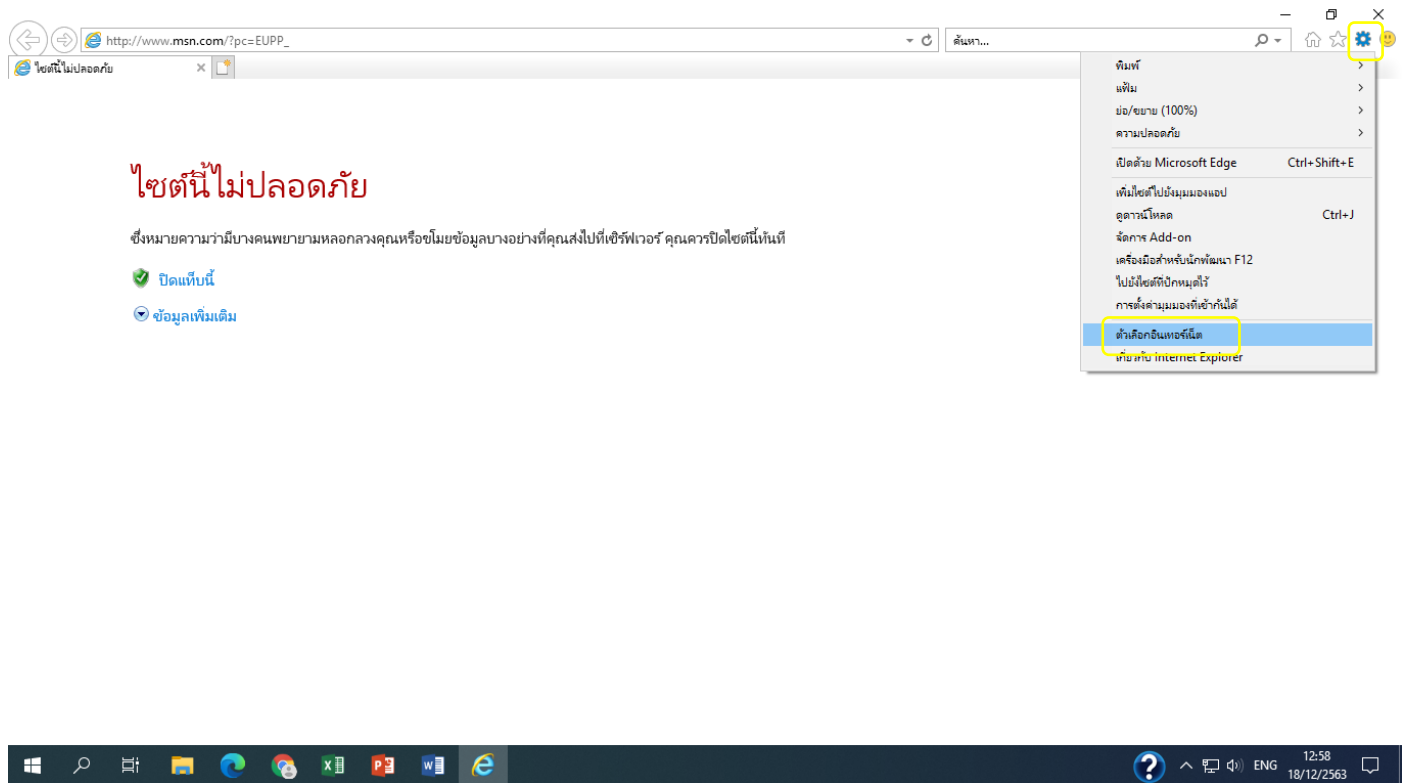 http://www.msn.com/?pc=EUPP_
ค้นหา...
ไซต์นี้ไม่ปลอดภัย
พิมพ์
แฟ้ม
ย่อ/ขยาย (100%)
ความปลอดภัย
เปิดด้วย Microsoft Edge Ctrl+Shift+E
เพิ่มไซต์ไปยังมุมมองแอป
ดูดาวน์โหลด Ctrl+J
จัดการ Add-on
เครื่องมือสำหรับนักพัฒนา F12
ไปยังไซต์ที่ปักหมุดไว้
การตั้งค่ามุมมองที่เข้ากันได้
ตัวเลือกอินเทอร์เน็ต
เกี่ยวกับ Internet Explorer
ไซต์นี้ไม่ปลอดภัย
ซึ่งหมายความว่ามีบางคนพยายามหลอกลวงคุณหรือขโมยข้อมูลบางอย่างที่คุณส่งไปที่เซิร์ฟเวอร์ คุณควรปิดไซต์นี้ทันที
ปิดแท็บนี้
ข้อมูลเพิ่มเติม
ENG
12:58
18/12/2563